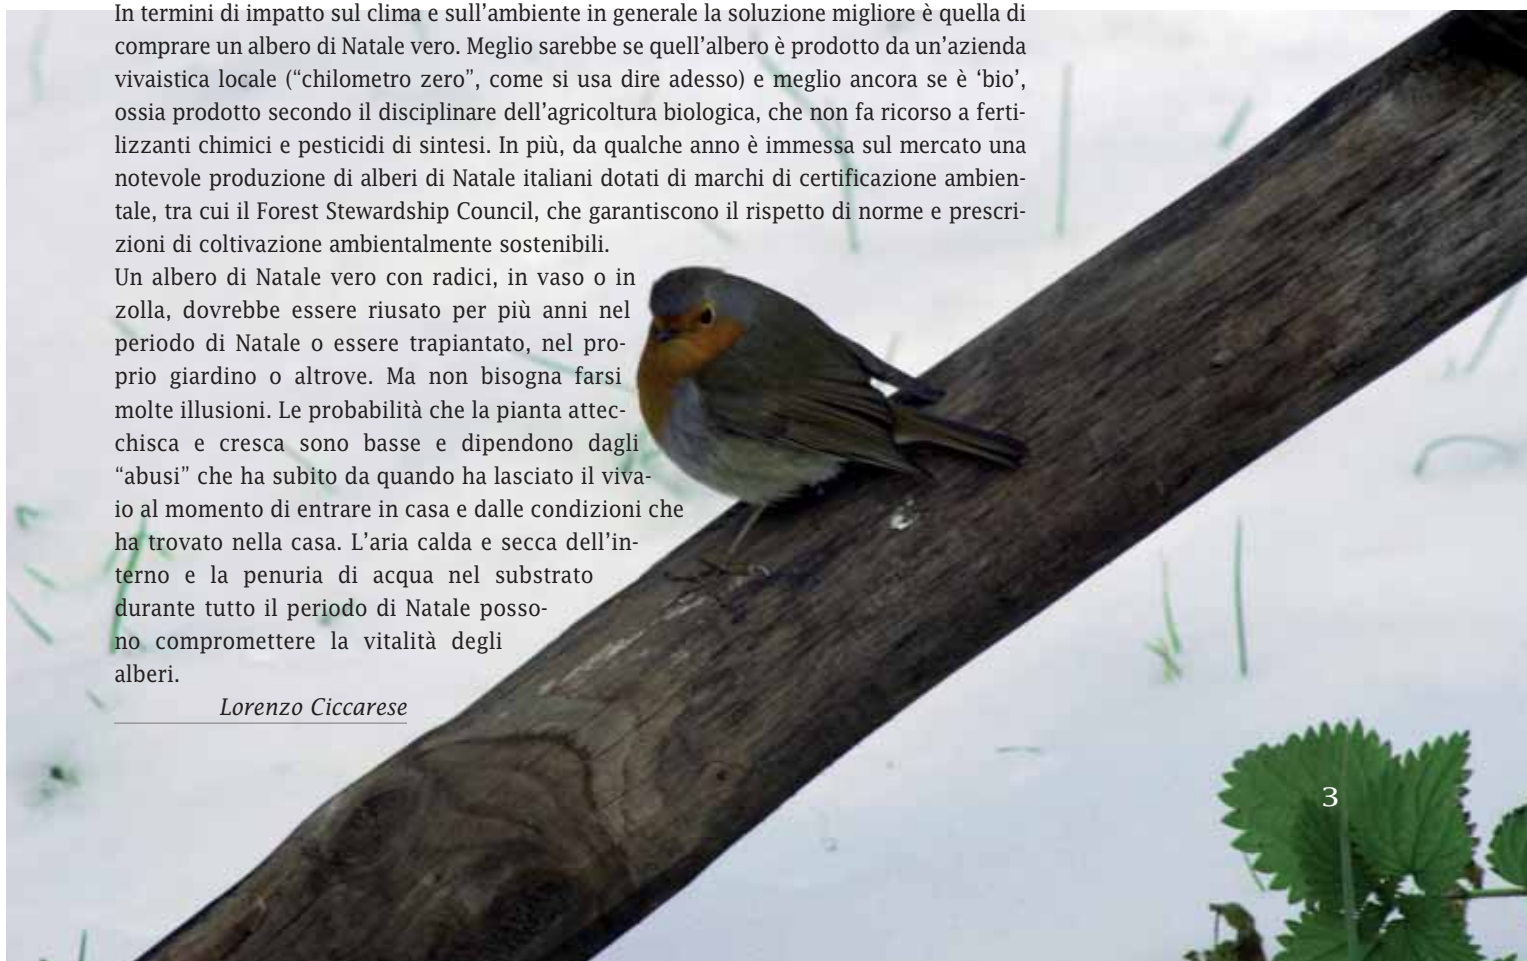 In termini di impatto sul clima e sull’ambiente in generale la soluzione migliore è quella di
comprare un albero di Natale vero. Meglio sarebbe se quell’albero è prodotto da un’azienda
vivaistica locale (“chilometro zero”, come si usa dire adesso) e meglio ancora se è ‘bio’,
ossia prodotto secondo il disciplinare dell’agricoltura biologica, che non fa ricorso a ferti-
lizzanti chimici e pesticidi di sintesi. In più, da qualche anno è immessa sul mercato una
notevole produzione di alberi di Natale italiani dotati di marchi di certificazione ambien-
tale, tra cui il Forest Stewardship Council, che garantiscono il rispetto di norme e prescri-
zioni di coltivazione ambientalmente sostenibili.
Un albero di Natale vero con radici, in vaso o in
zolla, dovrebbe essere riusato per più anni nel
periodo di Natale o essere trapiantato, nel pro-
prio giardino o altrove. Ma non bisogna farsi
molte illusioni. Le probabilità che la pianta attec-
chisca e cresca sono basse e dipendono dagli
“abusi” che ha subito da quando ha lasciato il viva-
io al momento di entrare in casa e dalle condizioni che
ha trovato nella casa. L’aria calda e secca dell’in-
terno e la penuria di acqua nel substrato
durante tutto il periodo di Natale posso-
no compromettere la vitalità degli
alberi.
Lorenzo Ciccarese
3